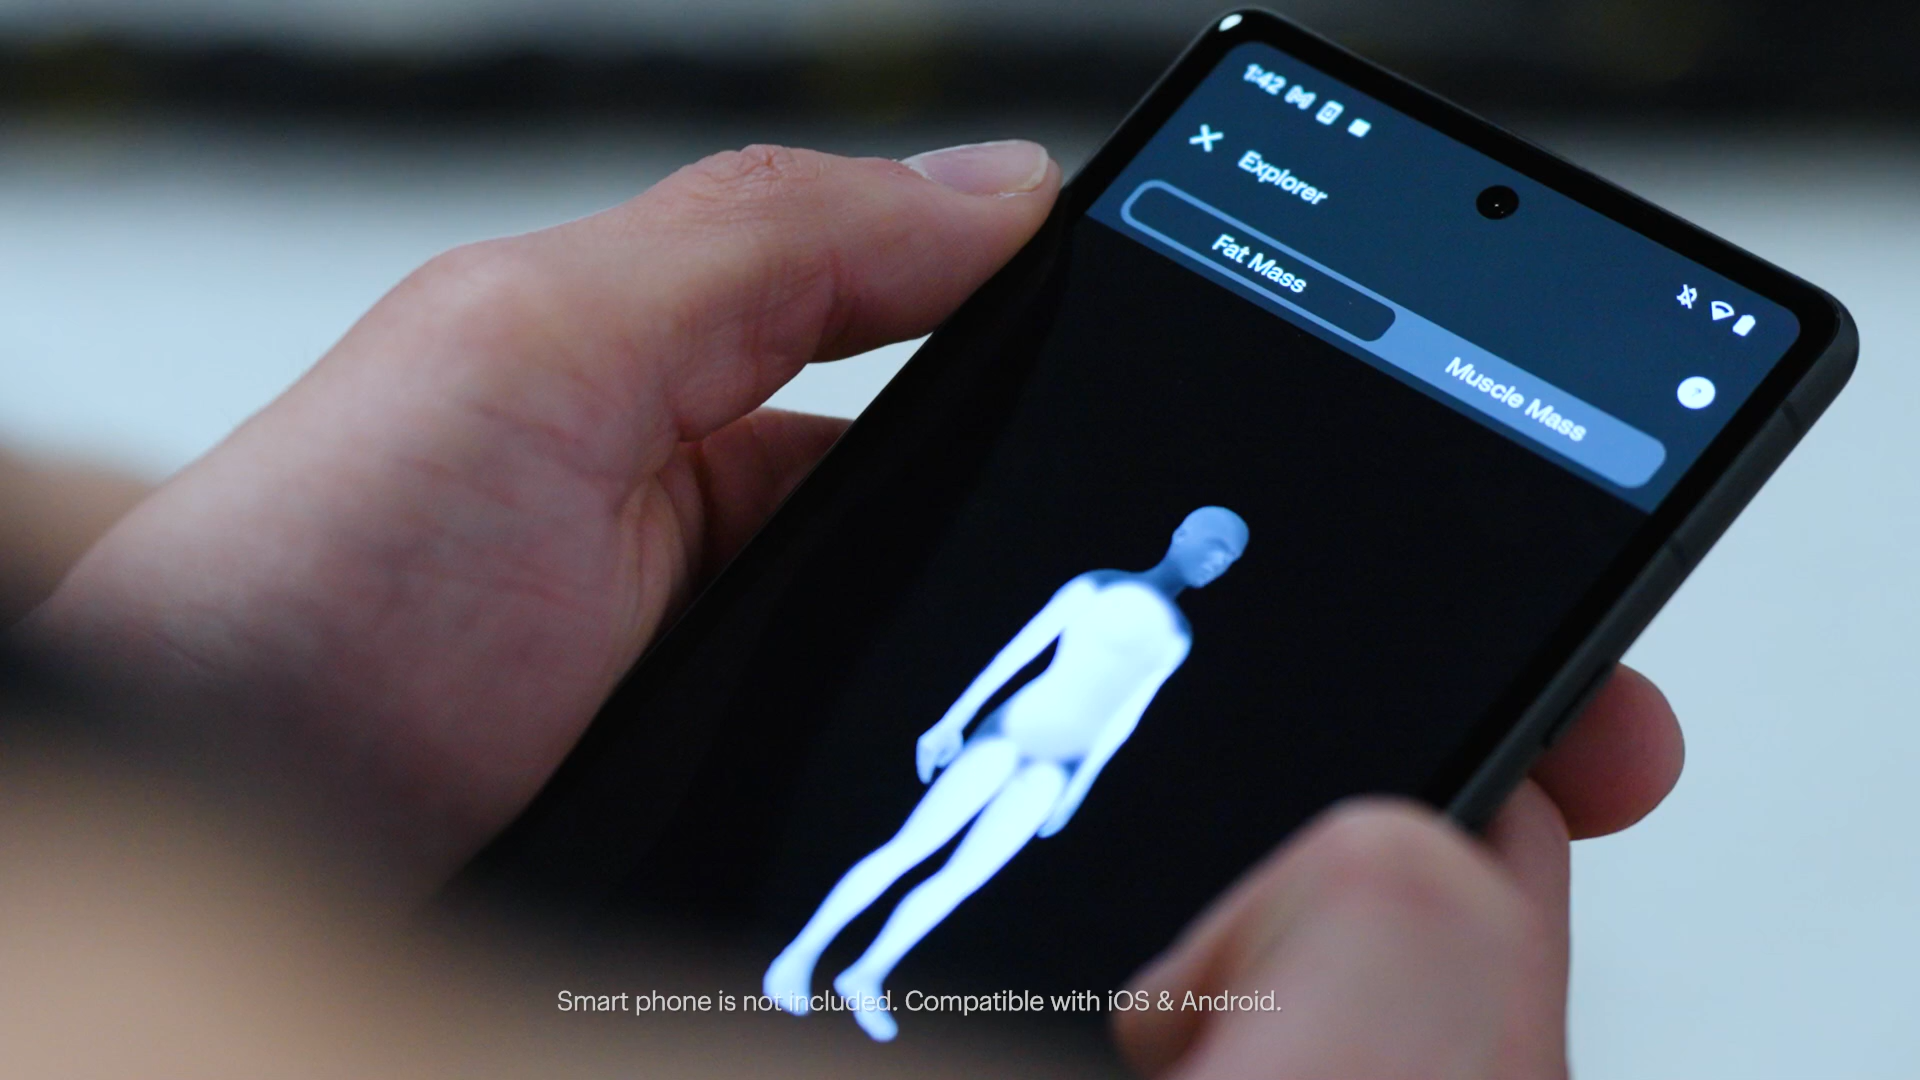 1:42
Explorer
Fat Mass
Muscle Mass
?
Smart phone is not included. Compatible with iOS & Android.